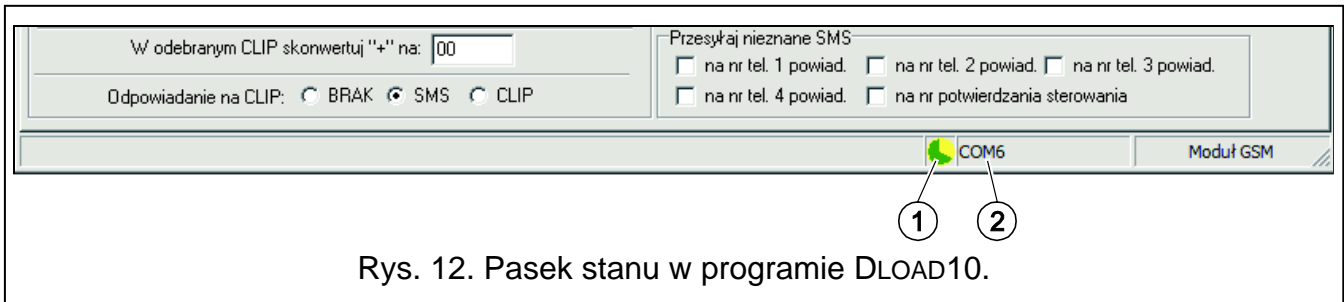 W odebranym CLIP skonwertuj "+" na: 00
Odpowiadanie na CLIP: BRAK SMS CLIP
Przesyłaj nieznane SMS
na nr tel. 1 powiad. na nr tel. 2 powiad. na nr tel. 3 powiad.
na nr tel. 4 powiad. na nr potwierdzania sterowania
COM6 Moduł GSM
1 2
Rys. 12. Pasek stanu w programie DLOAD10.